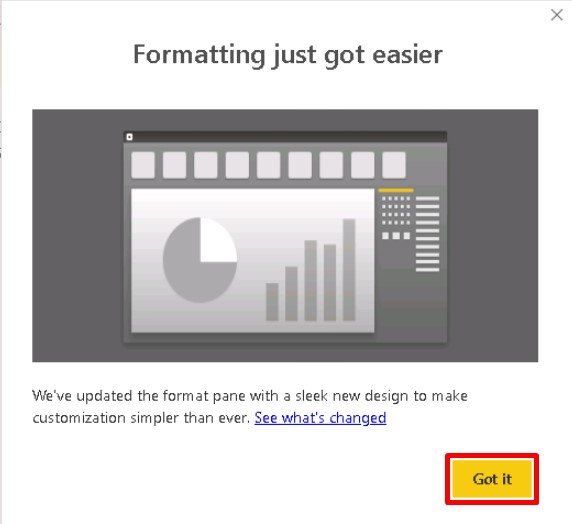 Formatting just got easier
We've updated the format pane with a sleek new design to make
customization simpler than ever. See what's changed
Got it